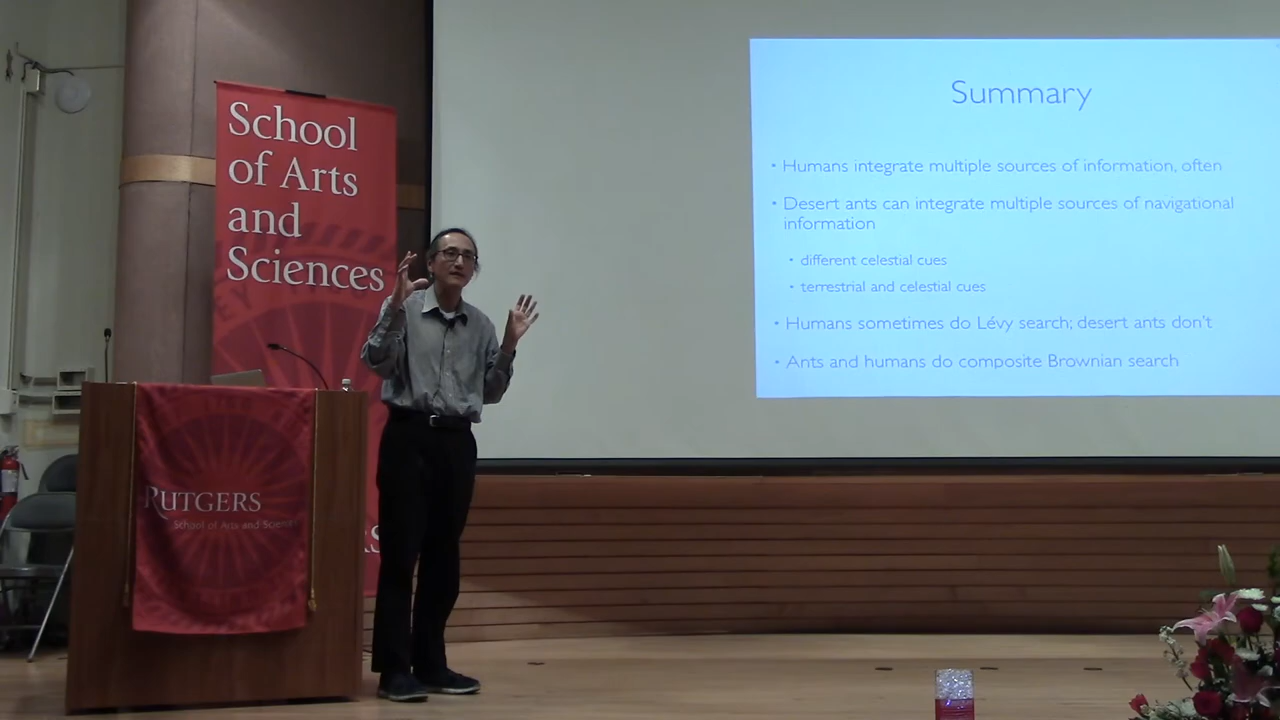 School
of Arts
and
Sciences
RUTGERS
School of Arts and Scienc
Summary
• Humans integrate multiple sources of information, often
• Desert ants can integrate multiple sources of navigational
information
• different celestial cues
• terrestrial and celestial cues
• Humans sometimes do Lévy search; desert ants don't
• Ants and humans do composite Brownian search